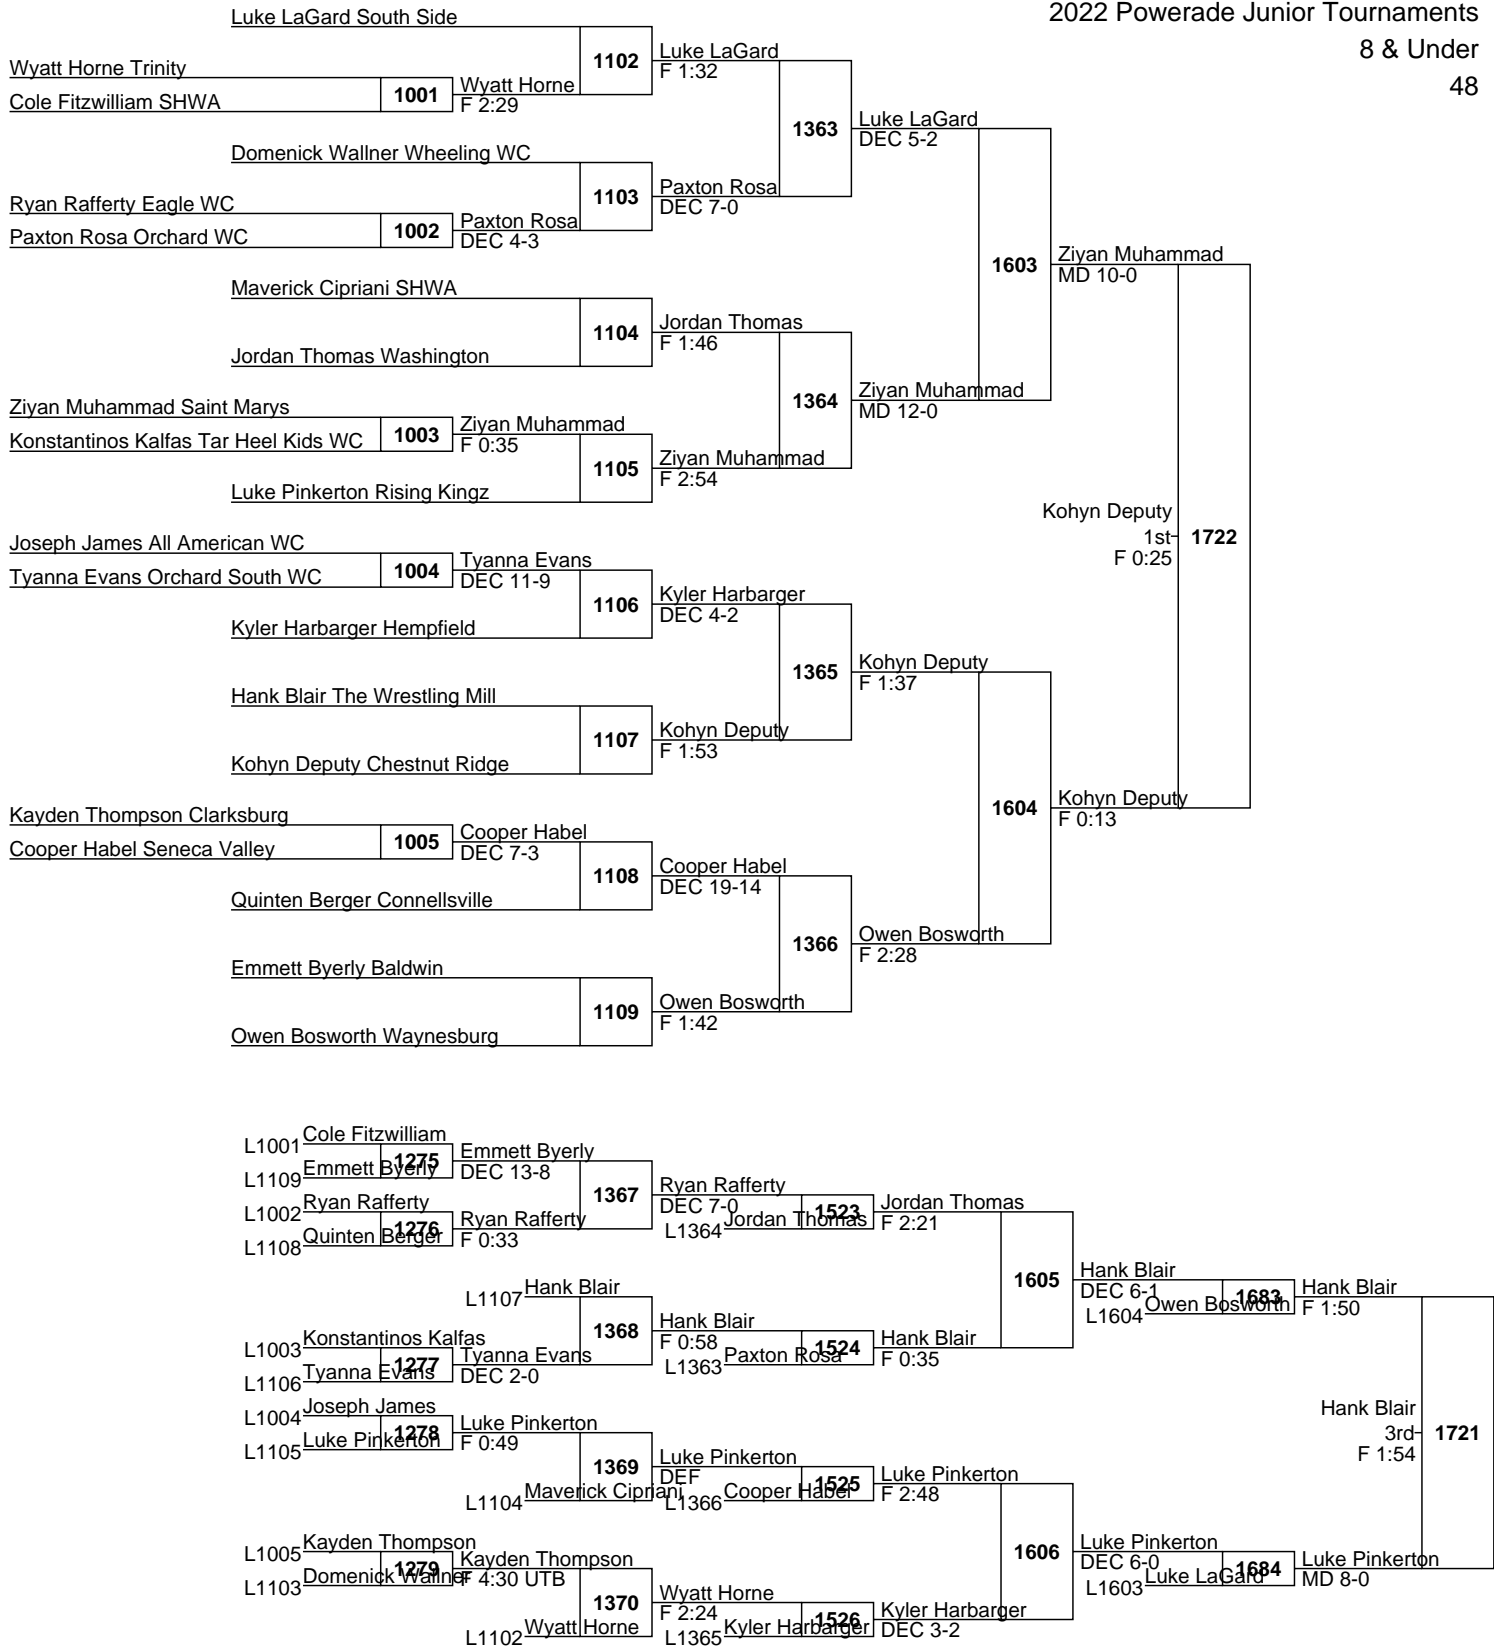 2022 Powerade Junior Tournaments
8 & Under
48
Luke LaGard South Side
1102
Luke LaGard
F 1:32
Wyatt Horne Trinity
1001
Wyatt Horne
F 2:29
Cole Fitzwilliam SHWA
1363
Luke LaGard
DEC 5-2
Domenick Wallner Wheeling WC
1103
Paxton Rosa
DEC 7-0
Ryan Rafferty Eagle WC
1002
Paxton Rosa
DEC 4-3
Paxton Rosa Orchard WC
1603
Ziyan Muhammad
MD 10-0
Maverick Cipriani SHWA
1104
Jordan Thomas
F 1:46
Jordan Thomas Washington
1364
Ziyan Muhammad
MD 12-0
Ziyan Muhammad Saint Marys
1003
Ziyan Muhammad
F 0:35
Konstantinos Kalfas Tar Heel Kids WC
1105
Ziyan Muhammad
F 2:54
Luke Pinkerton Rising Kingz
Kohyn Deputy
1st
F 0:25
1722
Joseph James All American WC
1004
Tyanna Evans
DEC 11-9
Tyanna Evans Orchard South WC
1106
Kyler Harbarger
DEC 4-2
Kyler Harbarger Hempfield
1365
Kohyn Deputy
F 1:37
Hank Blair The Wrestling Mill
1107
Kohyn Deputy
F 1:53
Kohyn Deputy Chestnut Ridge
1604
Kohyn Deputy
F 0:13
Kayden Thompson Clarksburg
1005
Cooper Habel
DEC 7-3
Cooper Habel Seneca Valley
1108
Cooper Habel
DEC 19-14
Quinten Berger Connellsville
1366
Owen Bosworth
F 2:28
Emmett Byerly Baldwin
1109
Owen Bosworth
F 1:42
Owen Bosworth Waynesburg
L1001 Cole Fitzwilliam
1275
Emmett Byerly
DEC 13-8
L1109 Emmett Byerly
1367
Ryan Rafferty
DEC 7-0
L1002 Ryan Rafferty
1276
Ryan Rafferty
F 0:33
L1108 Quinten Berger
1523
Jordan Thomas
F 2:21
L1364 Jordan Thomas
1605
Hank Blair
DEC 6-1
L1107 Hank Blair
1368
Hank Blair
F 0:58
L1003 Konstantinos Kalfas
1277
Tyanna Evans
DEC 2-0
L1106 Tyanna Evans
1524
Hank Blair
F 0:35
L1363 Paxton Rosa
1683
Hank Blair
F 1:50
L1604 Owen Bosworth
L1004 Joseph James
1278
Luke Pinkerton
F 0:49
L1105 Luke Pinkerton
1369
Luke Pinkerton
DEF
L1104 Maverick Cipriani
1525
Luke Pinkerton
F 2:48
L1366 Cooper Habel
Hank Blair
3rd
F 1:54
1721
1606
Luke Pinkerton
DEC 6-0
L1005 Kayden Thompson
1279
Kayden Thompson
F 4:30 UTB
L1103 Domenick Wallner
1370
Wyatt Horne
F 2:24
L1102 Wyatt Horne
1526
Kyler Harbarger
DEC 3-2
L1365 Kyler Harbarger
1684
Luke Pinkerton
MD 8-0
L1603 Luke LaGard